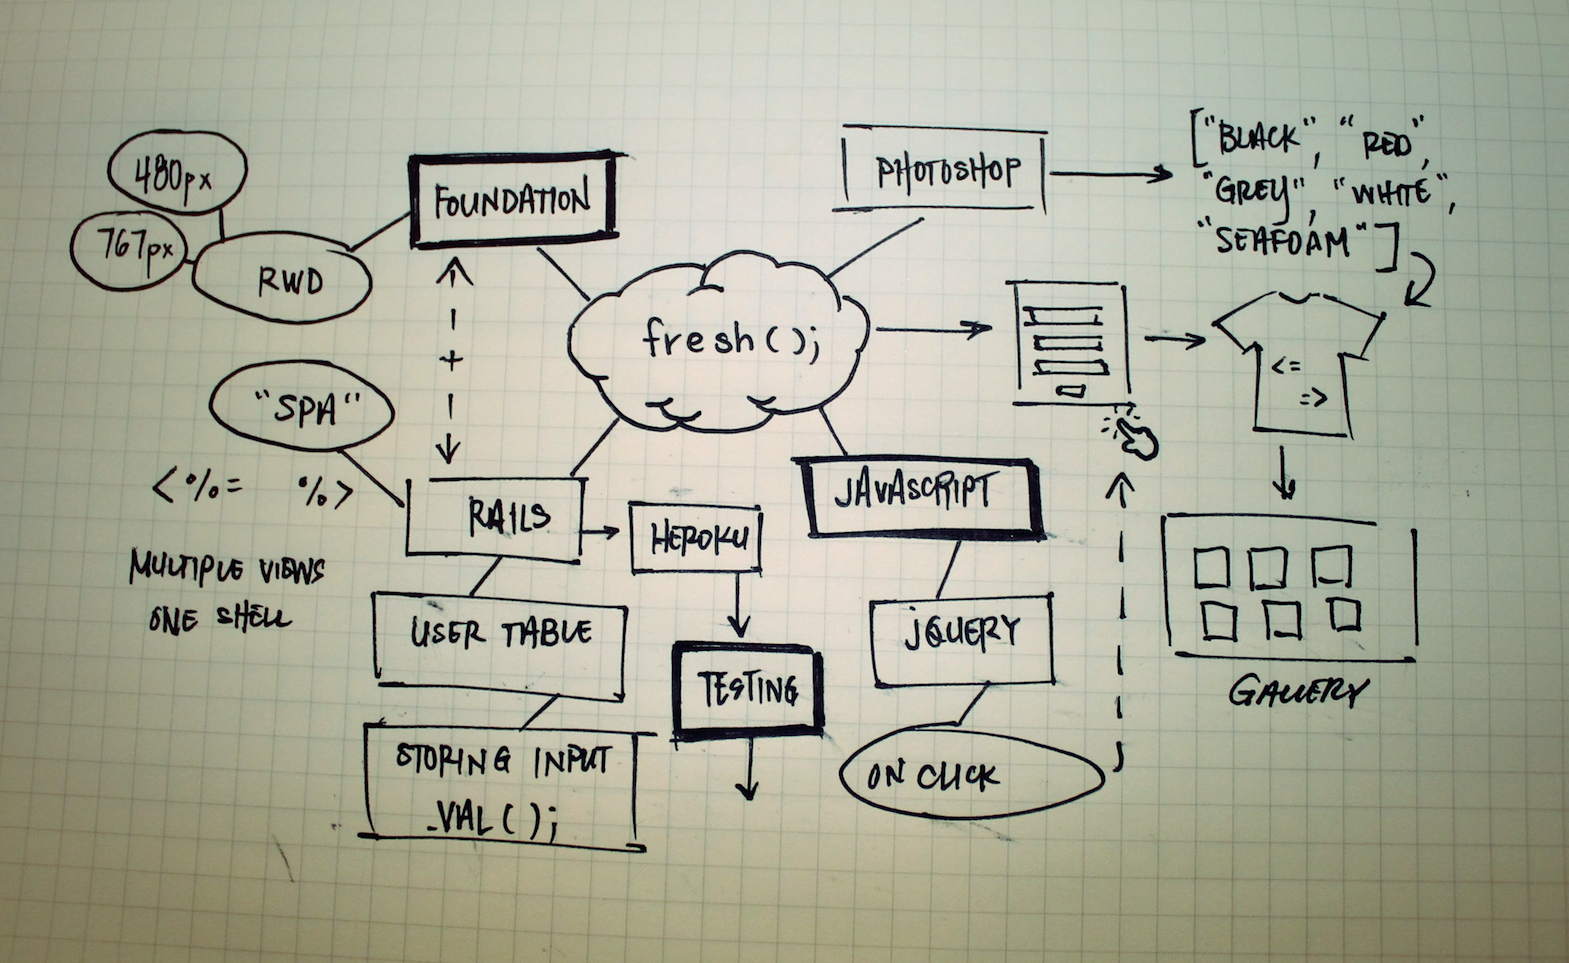 480px
767px
RWD
FOUNDATION
PHOTOSHOP
["BLACK", "RED",
"GREY", "WHITE",
"SEAFOAM"]
fresh();
<=
=>
"SPA"
<%= %>
MULTIPLE VIEWS
ONE SHELL
RAILS
HEROKU
JAVASCRIPT
USER TABLE
TESTING
jQUERY
GALLERY
STORING INPUT
.VAL();
ON CLICK